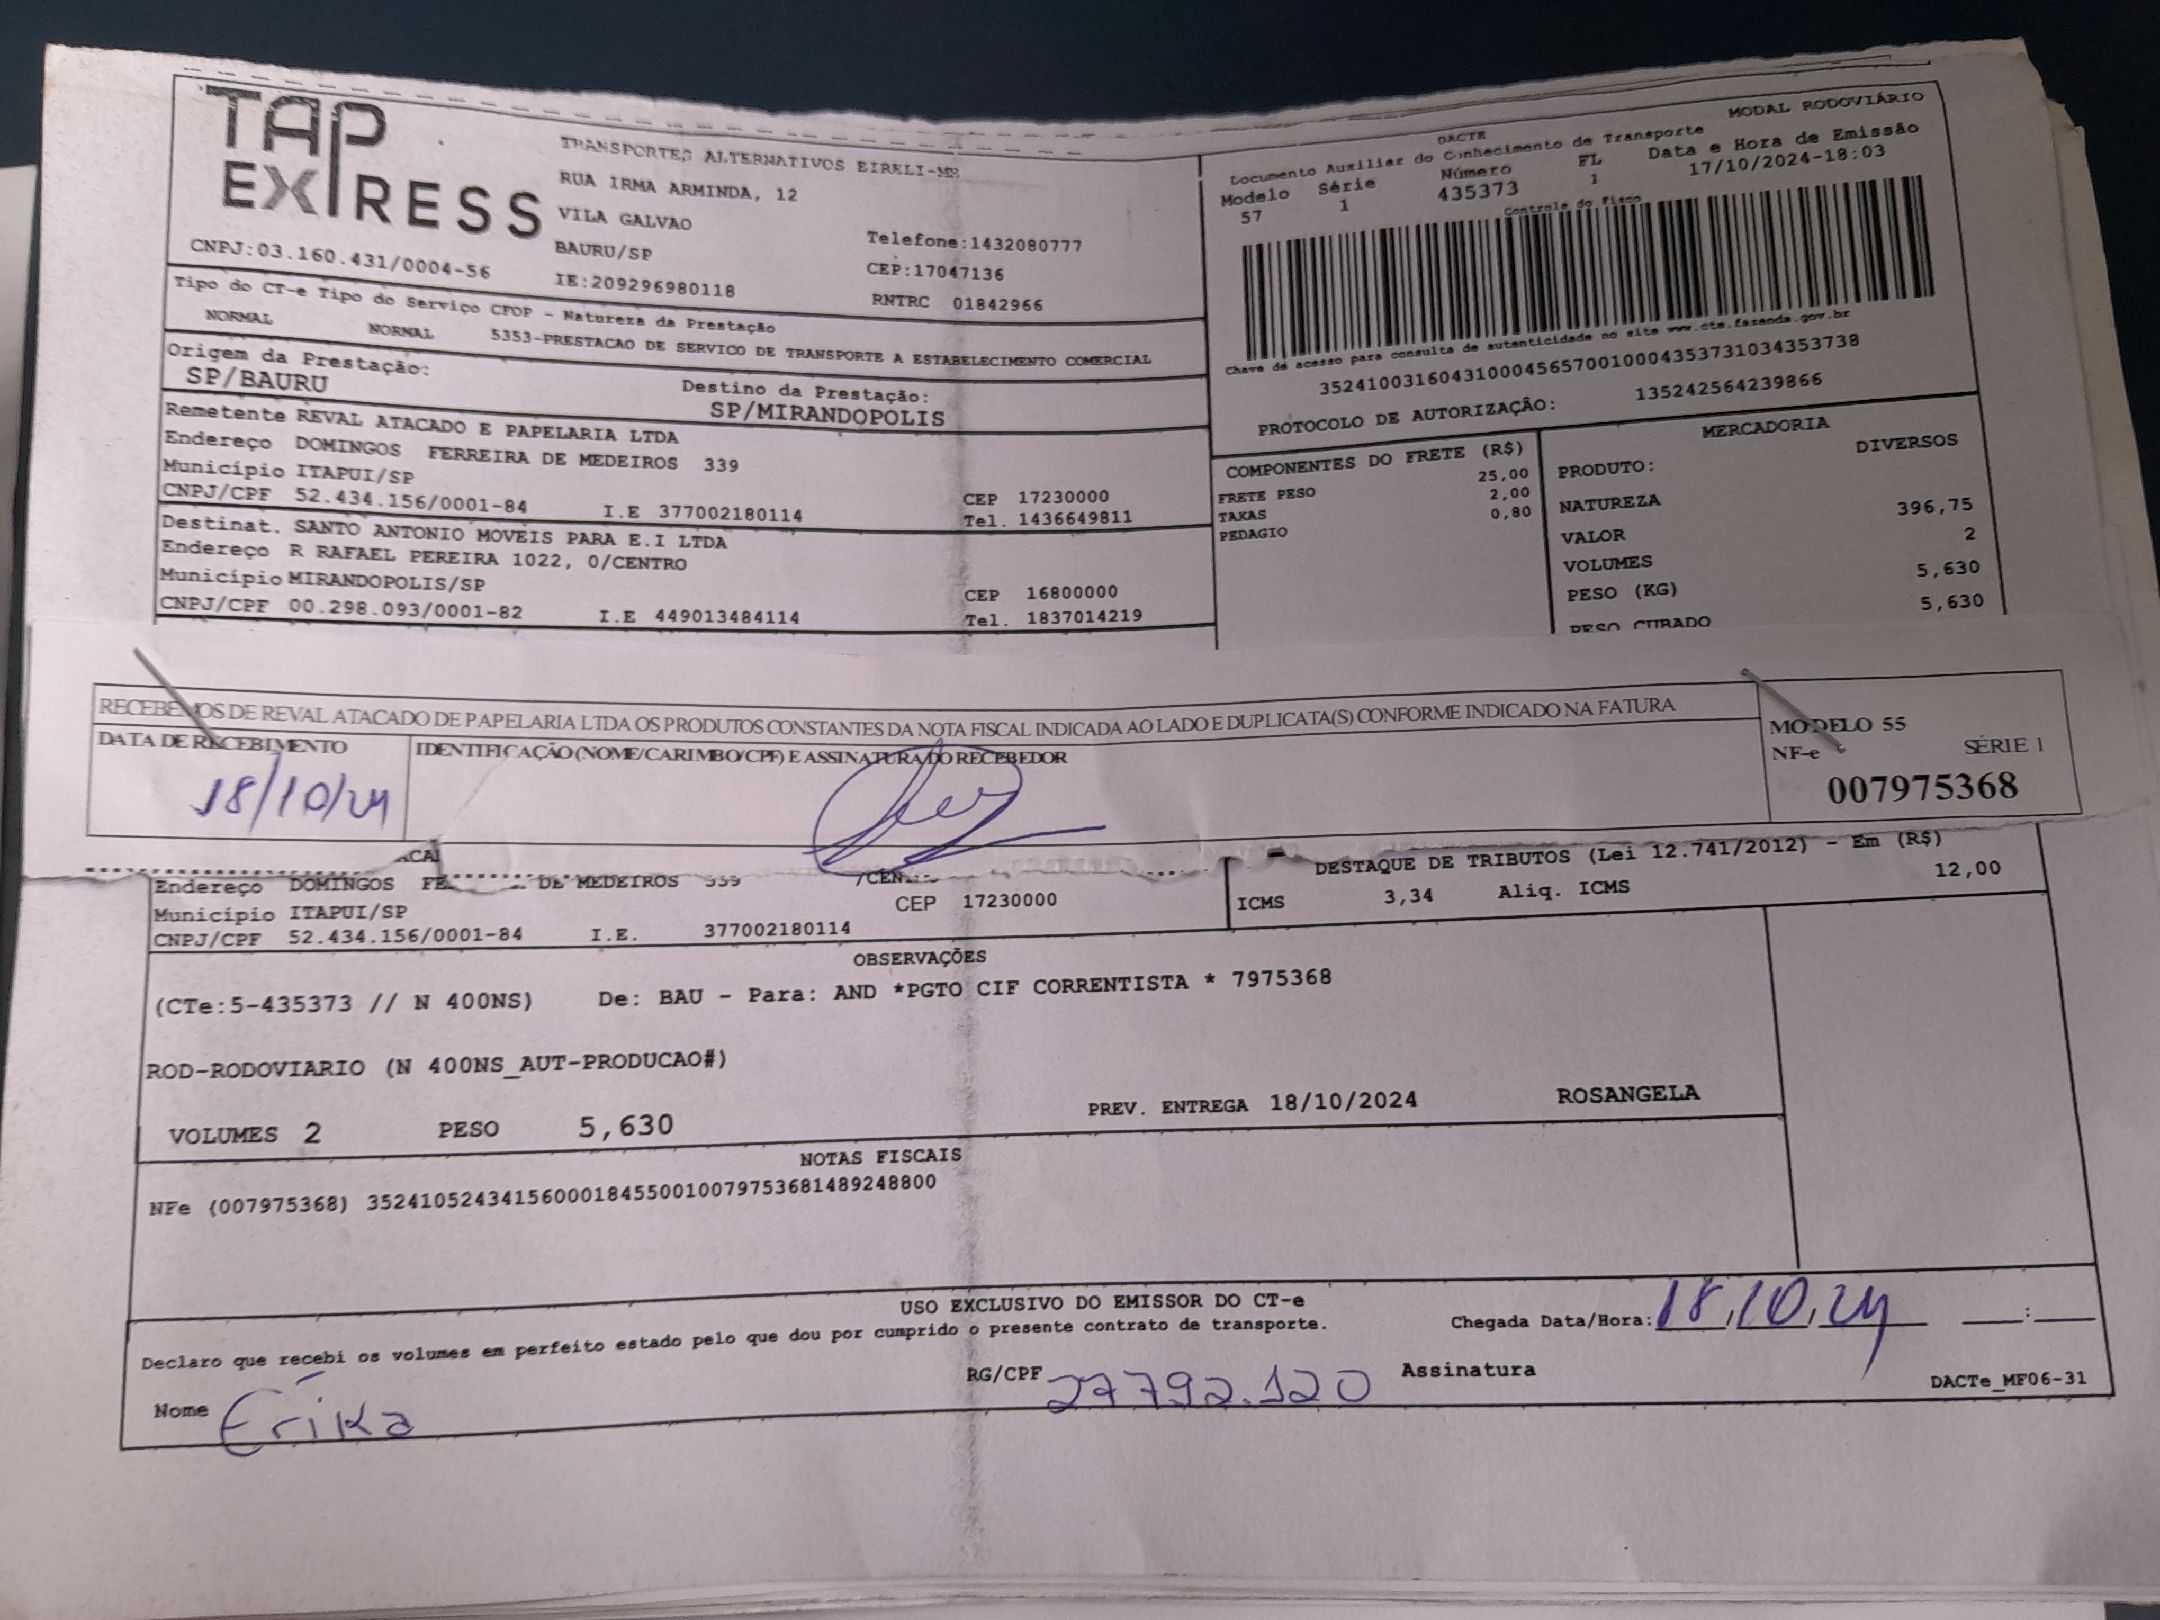 TAP
EXPRESS
CNPJ:03.160.431/0004-56
TRANSPORTES ALTERNATIVOS EIRELI-ME
RUA IRMA ARMINDA, 12
VILA GALVAO
BAURU/SP
IE:209296980118
Telefone:1432080777
CEP:17047136
RNTRC 01842966
DACTE MODAL RODOVIÁRIO
Documento Auxiliar do Conhecimento de Transporte
Modelo Série Número FL Data e Hora de Emissão
57 1 435373 1 17/10/2024-18:03
Controle do fisco
Chave de acesso para consulta de autenticidade no site www.cte.fazenda.gov.br
35241003160431000456570010004353731034353738
PROTOCOLO DE AUTORIZAÇÃO: 135242564239866
Tipo do CT-e Tipo do Serviço CFOP - Natureza da Prestação
NORMAL NORMAL 5353-PRESTACAO DE SERVICO DE TRANSPORTE A ESTABELECIMENTO COMERCIAL
Origem da Prestação: Destino da Prestação:
SP/BAURU SP/MIRANDOPOLIS
Remetente REVAL ATACADO E PAPELARIA LTDA
Endereço DOMINGOS FERREIRA DE MEDEIROS 339
Município ITAPUI/SP CEP 17230000
CNPJ/CPF 52.434.156/0001-84 I.E 377002180114 Tel. 1436649811
Destinat. SANTO ANTONIO MOVEIS PARA E.I LTDA
Endereço R RAFAEL PEREIRA 1022, 0/CENTRO
Município MIRANDOPOLIS/SP CEP 16800000
CNPJ/CPF 00.298.093/0001-82 I.E 449013484114 Tel. 1837014219
COMPONENTES DO FRETE (R$)
FRETE PESO 25,00
TAXAS 2,00
PEDAGIO 0,80
MERCADORIA
PRODUTO: DIVERSOS
NATUREZA
VALOR 396,75
VOLUMES 2
PESO (KG) 5,630
PESO CUBADO 5,630
RECEBEMOS DE REVAL ATACADO DE PAPELARIA LTDA OS PRODUTOS CONSTANTES DA NOTA FISCAL INDICADA AO LADO E DUPLICATA(S) CONFORME INDICADO NA FATURA
DATA DE RECEBIMENTO
18/10/24
IDENTIFICAÇÃO (NOME/CARIMBO/CPF) E ASSINATURA DO RECEBEDOR
MODELO 55
NF-e SÉRIE 1
007975368
Endereço DOMINGOS DE MEDEIROS 339
Município ITAPUI/SP CEP 17230000
CNPJ/CPF 52.434.156/0001-84 I.E. 377002180114
DESTAQUE DE TRIBUTOS (Lei 12.741/2012) - Em (R$)
ICMS 3,34 Aliq. ICMS 12,00
OBSERVAÇÕES
(CTe:5-435373 // N 400NS) De: BAU - Para: AND *PGTO CIF CORRENTISTA * 7975368
ROD-RODOVIARIO (N 400NS_AUT-PRODUCAO#)
VOLUMES 2 PESO 5,630 PREV. ENTREGA 18/10/2024 ROSANGELA
NOTAS FISCAIS
NFe (007975368) 35241052434156000184550010079753681489248800
USO EXCLUSIVO DO EMISSOR DO CT-e
Declaro que recebi os volumes em perfeito estado pelo que dou por cumprido o presente contrato de transporte.
Chegada Data/Hora: 18/10/24 :
Nome Érika RG/CPF 27792.120 Assinatura
DACTe_MF06-31